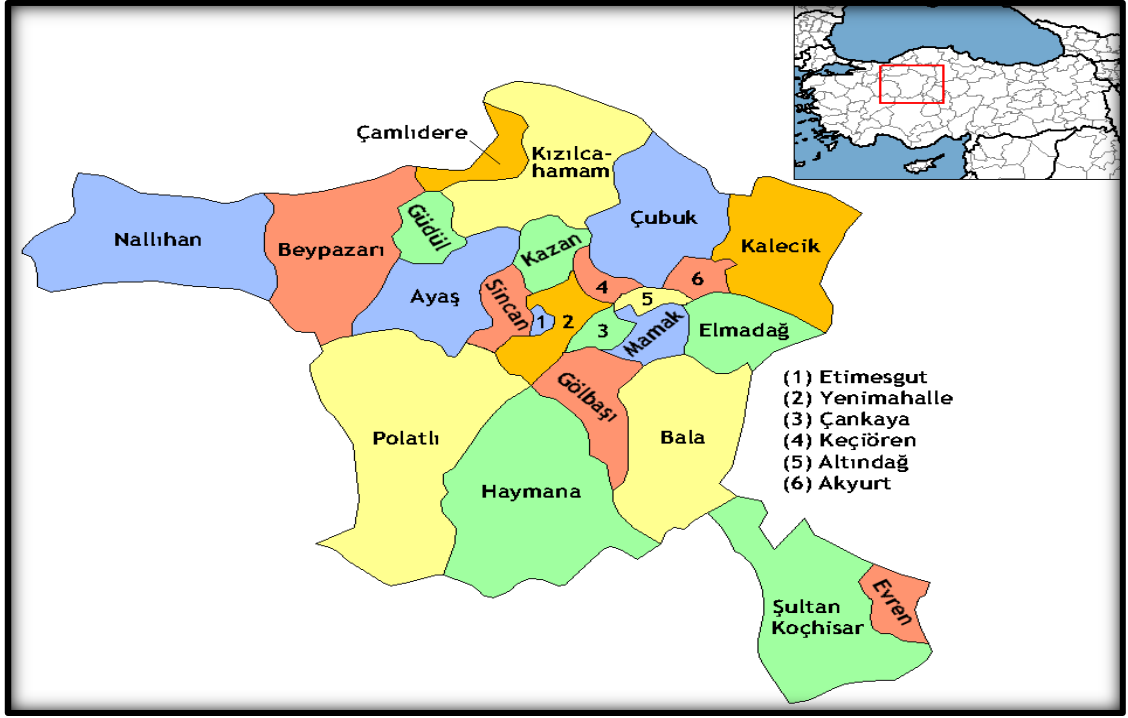 Çamlıdere
Kızılca-
hamam
Nallıhan
Beypazarı
Güdül
Çubuk
Kalecik
Kazan
Ayaş
Sincan
4
6
5
1
2
3
Mamak
Elmadağ
Gölbaşı
Polatlı
Bala
Haymana
(1) Etimesgut
(2) Yenimahalle
(3) Çankaya
(4) Keçiören
(5) Altındağ
(6) Akyurt
Evren
Şultan
Koçhisar